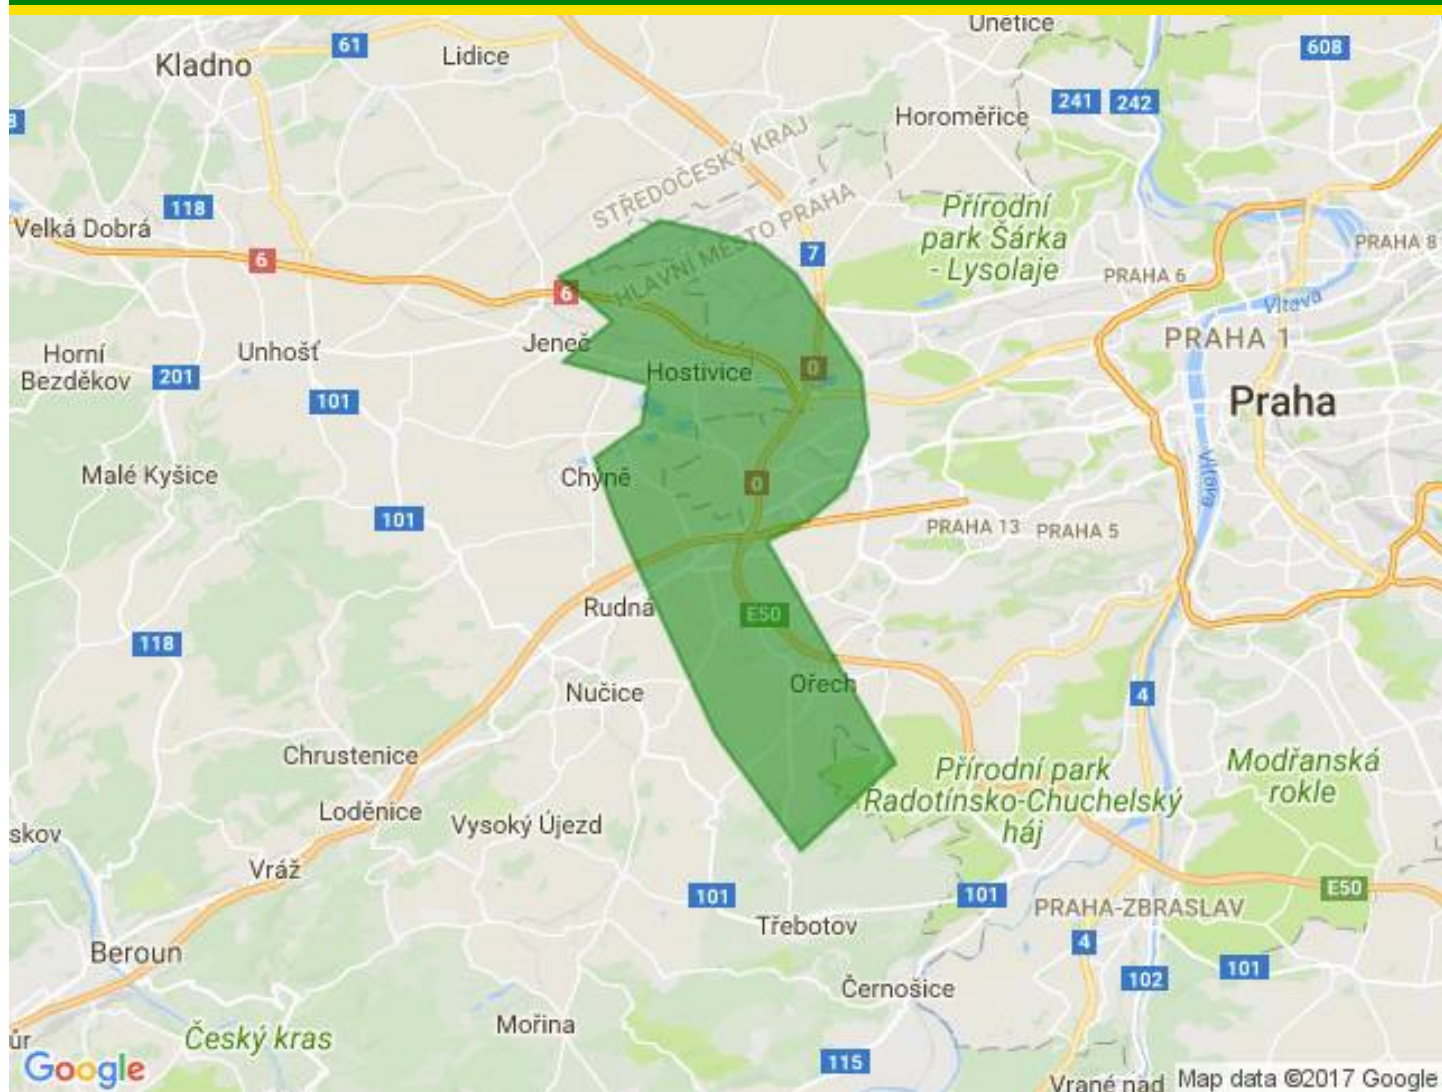 Únětice
61
Lidice
Kladno
608
241
242
Horoměřice
STŘEDOČESKÝ KRAJ
HLAVNÍ MĚSTO PRAHA
118
Velká Dobrá
Přírodní
park Šárka
- Lysolaje
PRAHA 8
7
6
PRAHA 6
6
Vltava
PRAHA 1
Jeneč
Horní
Bezděkov
Unhošť
201
0
Hostivice
101
Praha
Malé Kyšice
Chýně
0
Vltava
101
PRAHA 13
PRAHA 5
Rudná
E50
118
Ořech
Nučice
4
Chrustenice
Přírodní park
Radotínsko-Chuchelský
háj
Modřanská
rokle
Loděnice
Vysoký Újezd
skov
Vráž
101
101
E50
PRAHA-ZBRASLAV
Třebotov
4
Beroun
101
102
Černošice
Mořina
Český kras
ůr
115
Google
Vrané nad
Map data ©2017 Google